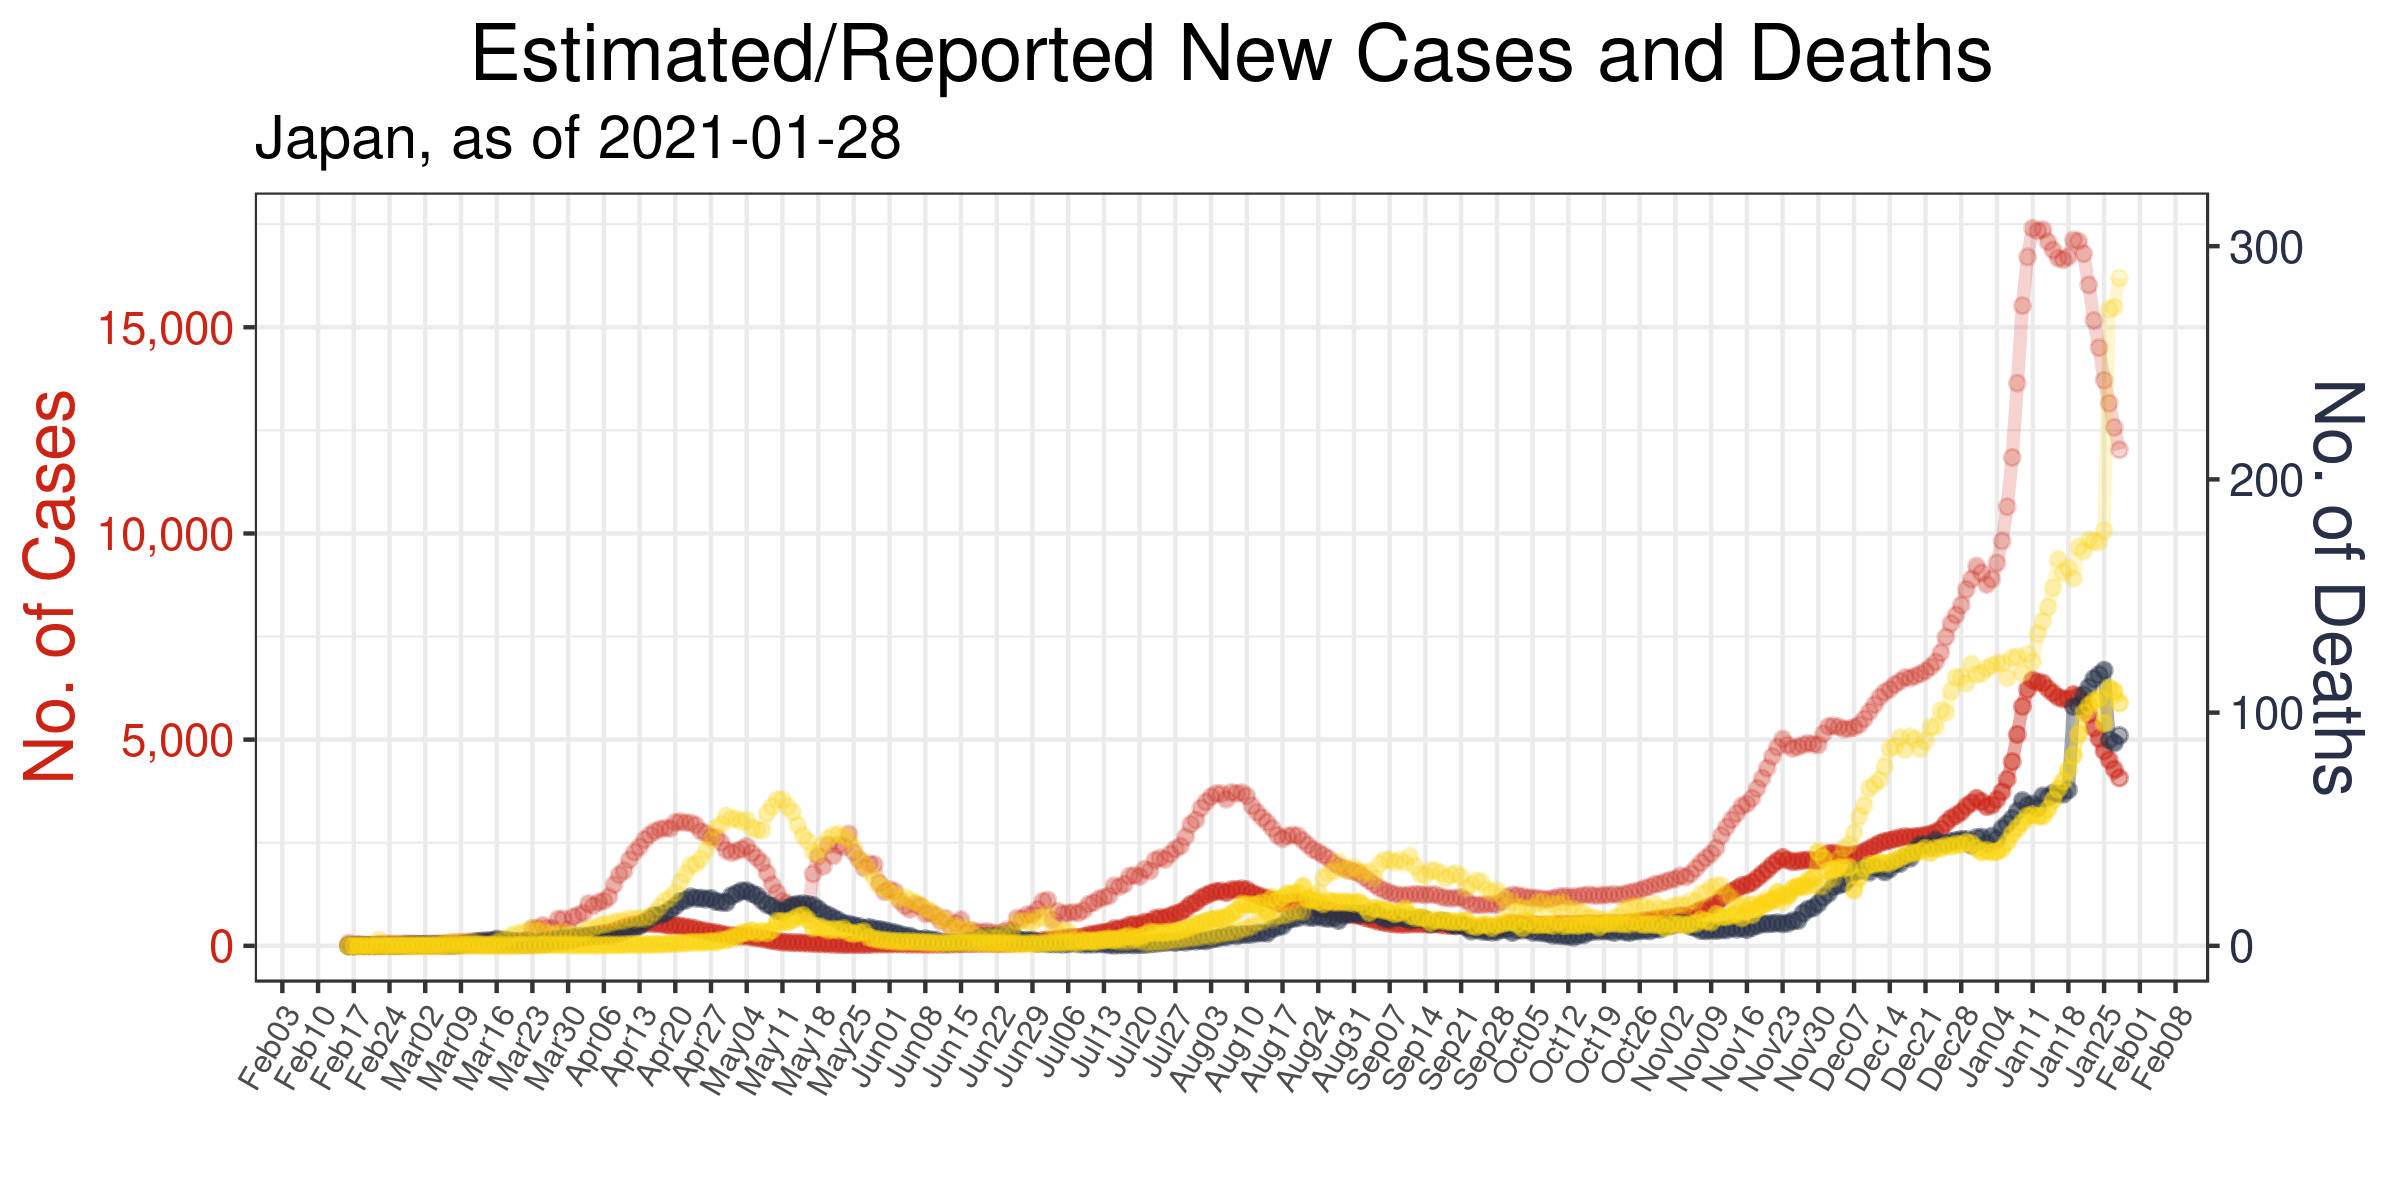 Estimated/Reported New Cases and Deaths
Japan, as of 2021-01-28
No. of Cases
15,000
10,000
5,000
0
300
200
100
0
No. of Deaths
Feb03
Feb10
Feb17
Feb24
Mar02
Mar09
Mar16
Mar23
Mar30
Apr06
Apr13
Apr20
Apr27
May04
May11
May18
May25
Jun01
Jun08
Jun15
Jun22
Jun29
Jul06
Jul13
Jul20
Jul27
Aug03
Aug10
Aug17
Aug24
Aug31
Sep07
Sep14
Sep21
Sep28
Oct05
Oct12
Oct19
Oct26
Nov02
Nov09
Nov16
Nov23
Nov30
Dec07
Dec14
Dec21
Dec28
Jan04
Jan11
Jan18
Jan25
Feb01
Feb08